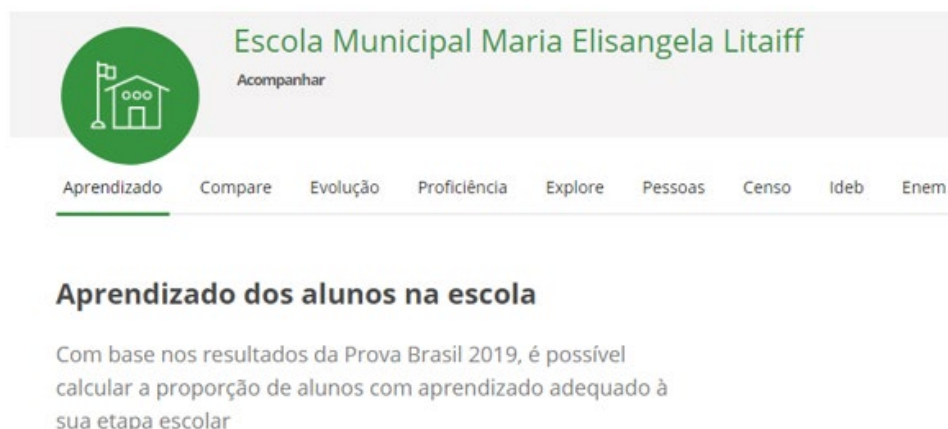 Escola Municipal Maria Elisangela Litaiff
Acompanhar
Aprendizado Compare Evolução Proficiência Explore Pessoas Censo Ideb Enem
Aprendizado dos alunos na escola
Com base nos resultados da Prova Brasil 2019, é possível
calcular a proporção de alunos com aprendizado adequado à
sua etapa escolar